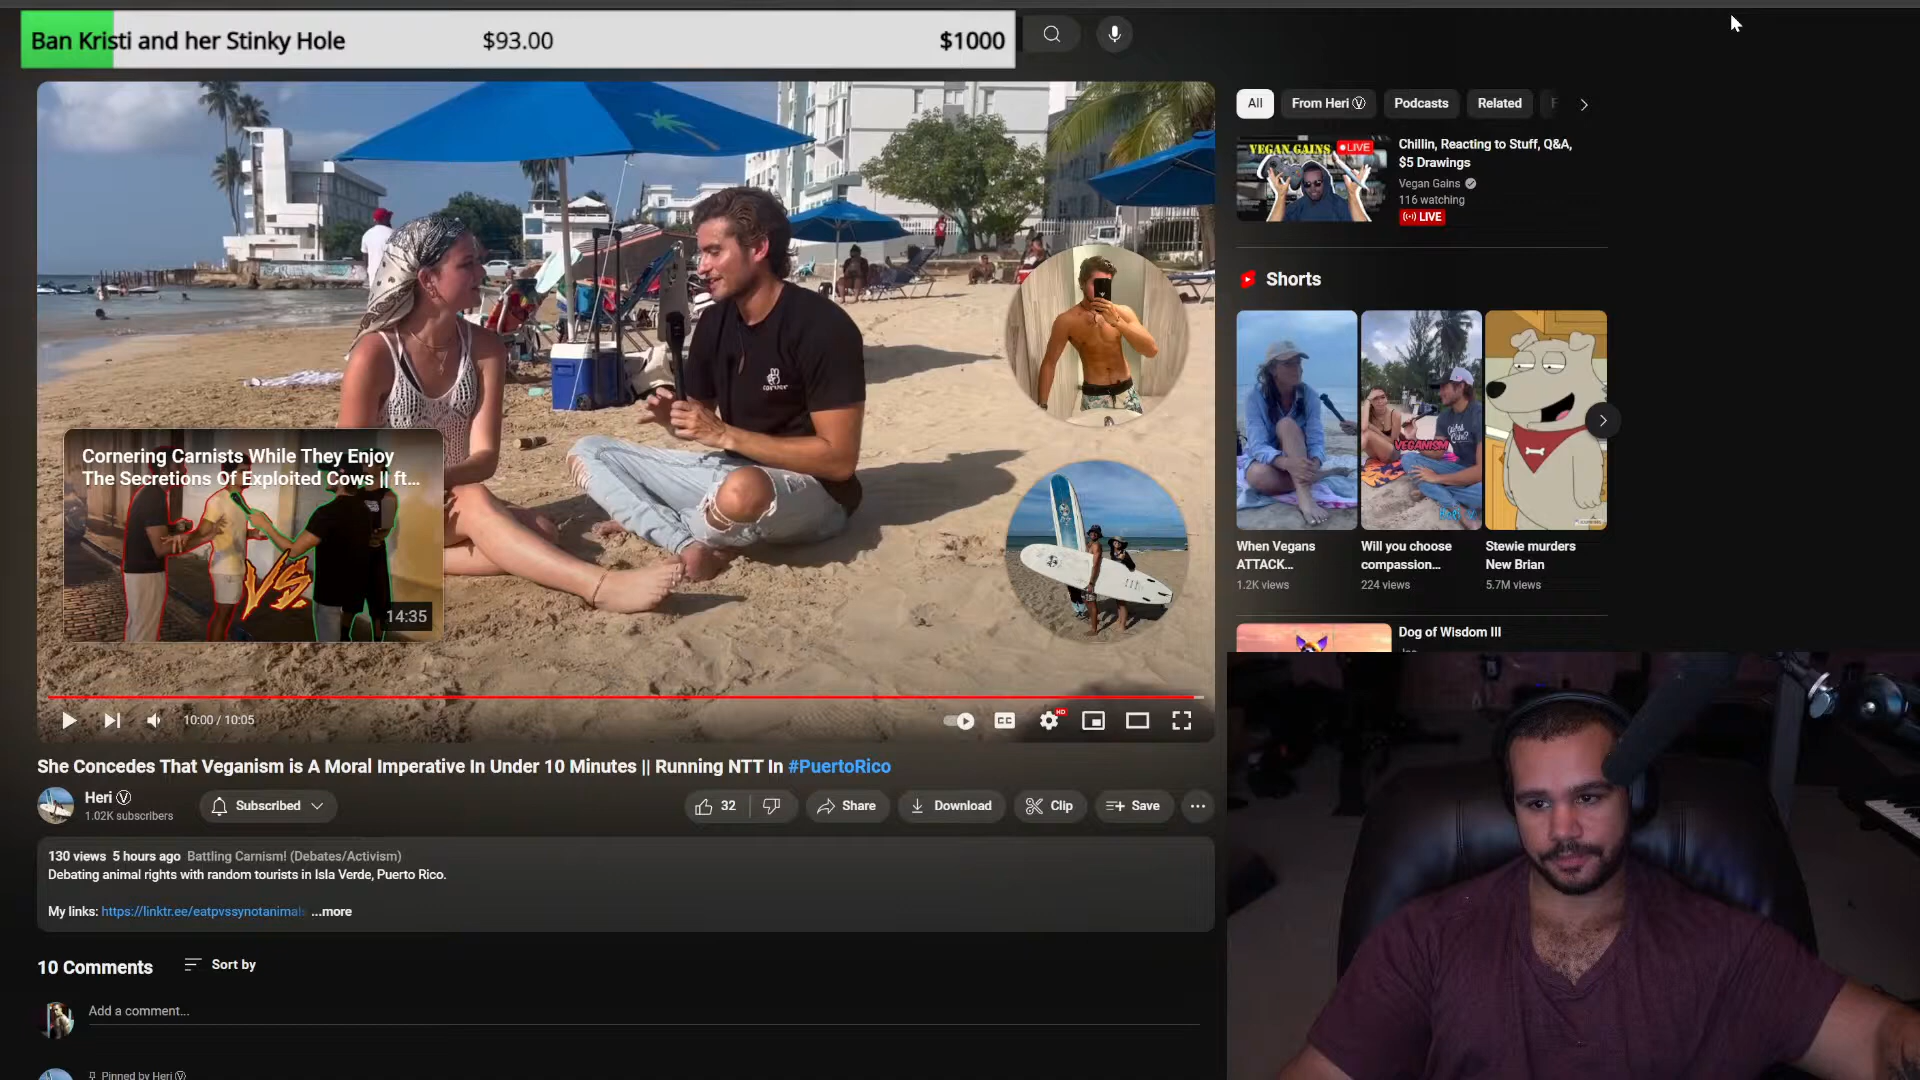 Ban Kristi and her Stinky Hole $93.00 $1000
All From Heri Ⓥ Podcasts Related
VEGAN GAINS LIVE
Chillin, Reacting to Stuff, Q&A,
$5 Drawings
Vegan Gains
116 watching
LIVE
Shorts
VEGANISM
When Vegans
ATTACK...
1.2K views
Will you choose
compassion...
224 views
Stewie murders
New Brian
5.7M views
Dog of Wisdom III
Cornering Carnists While They Enjoy
The Secretions Of Exploited Cows || ft...
VS.
14:35
10:00 / 10:05
CC
HD
She Concedes That Veganism is A Moral Imperative In Under 10 Minutes || Running NTT In #PuertoRico
Heri Ⓥ
1.02K subscribers
Subscribed
32
Share
Download
Clip
Save
130 views 5 hours ago Battling Carnism! (Debates/Activism)
Debating animal rights with random tourists in Isla Verde, Puerto Rico.
My links: https://linktr.ee/eatpvssynotanimals ...more
10 Comments
Sort by
Add a comment...
Pinned by Heri Ⓥ